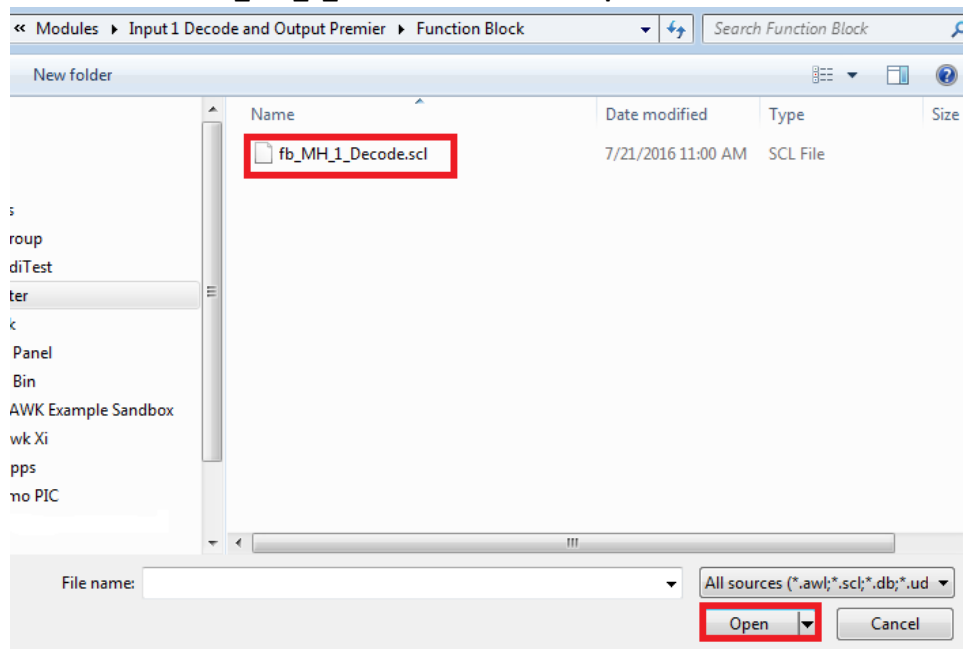 « Modules ▸ Input 1 Decode and Output Premier ▸ Function Block
Search Function Block
New folder
Name Date modified Type Size
fb_MH_1_Decode.scl 7/21/2016 11:00 AM SCL File
s
roup
diTest
ter
k
Panel
Bin
AWK Example Sandbox
wk Xi
pps
mo PIC
File name:
All sources (*.awl;*.scl;*.db;*.ud
Open Cancel